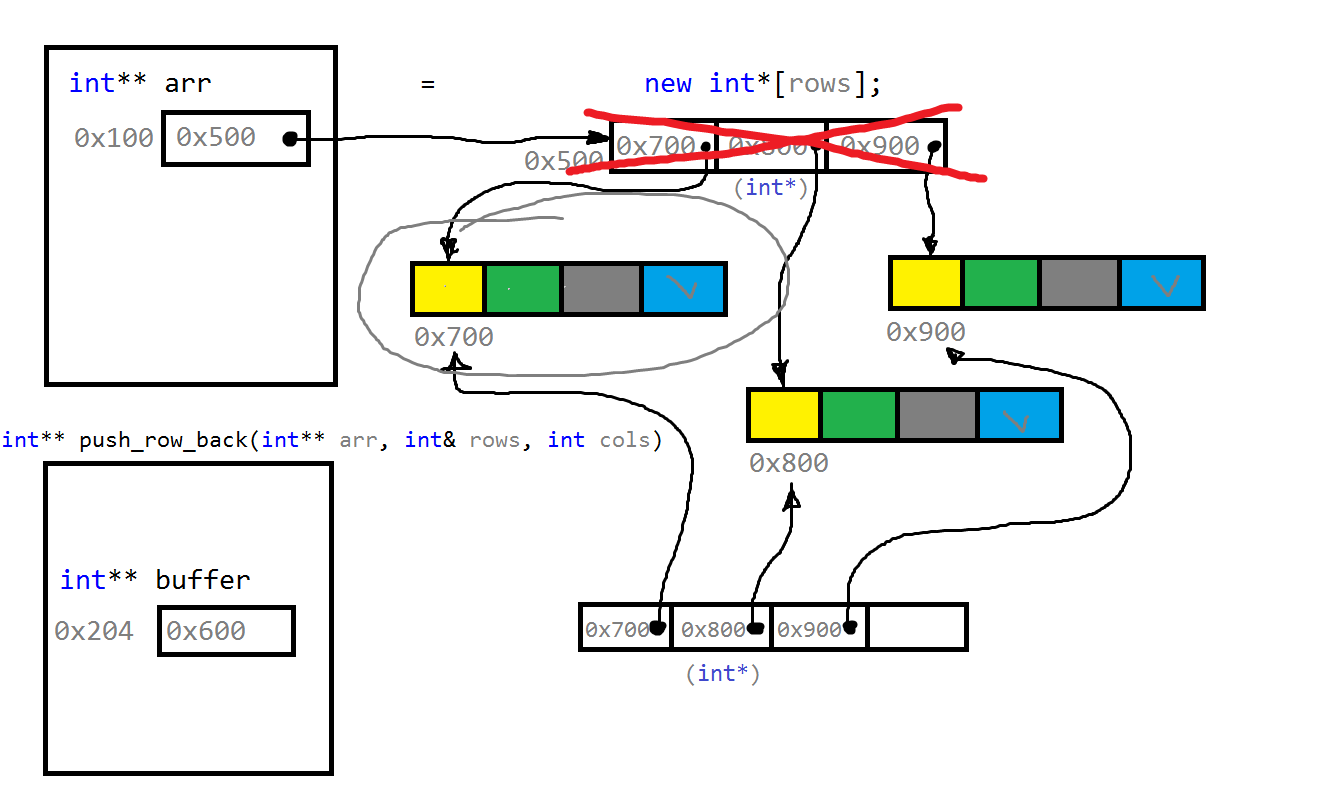 int** arr = new int*[rows];
0x100 0x500
0x500 0x700 0x800 0x900
(int*)
0x700
0x900
int** push_row_back(int** arr, int& rows, int cols)
0x800
int** buffer
0x204 0x600
0x700 0x800 0x900
(int*)